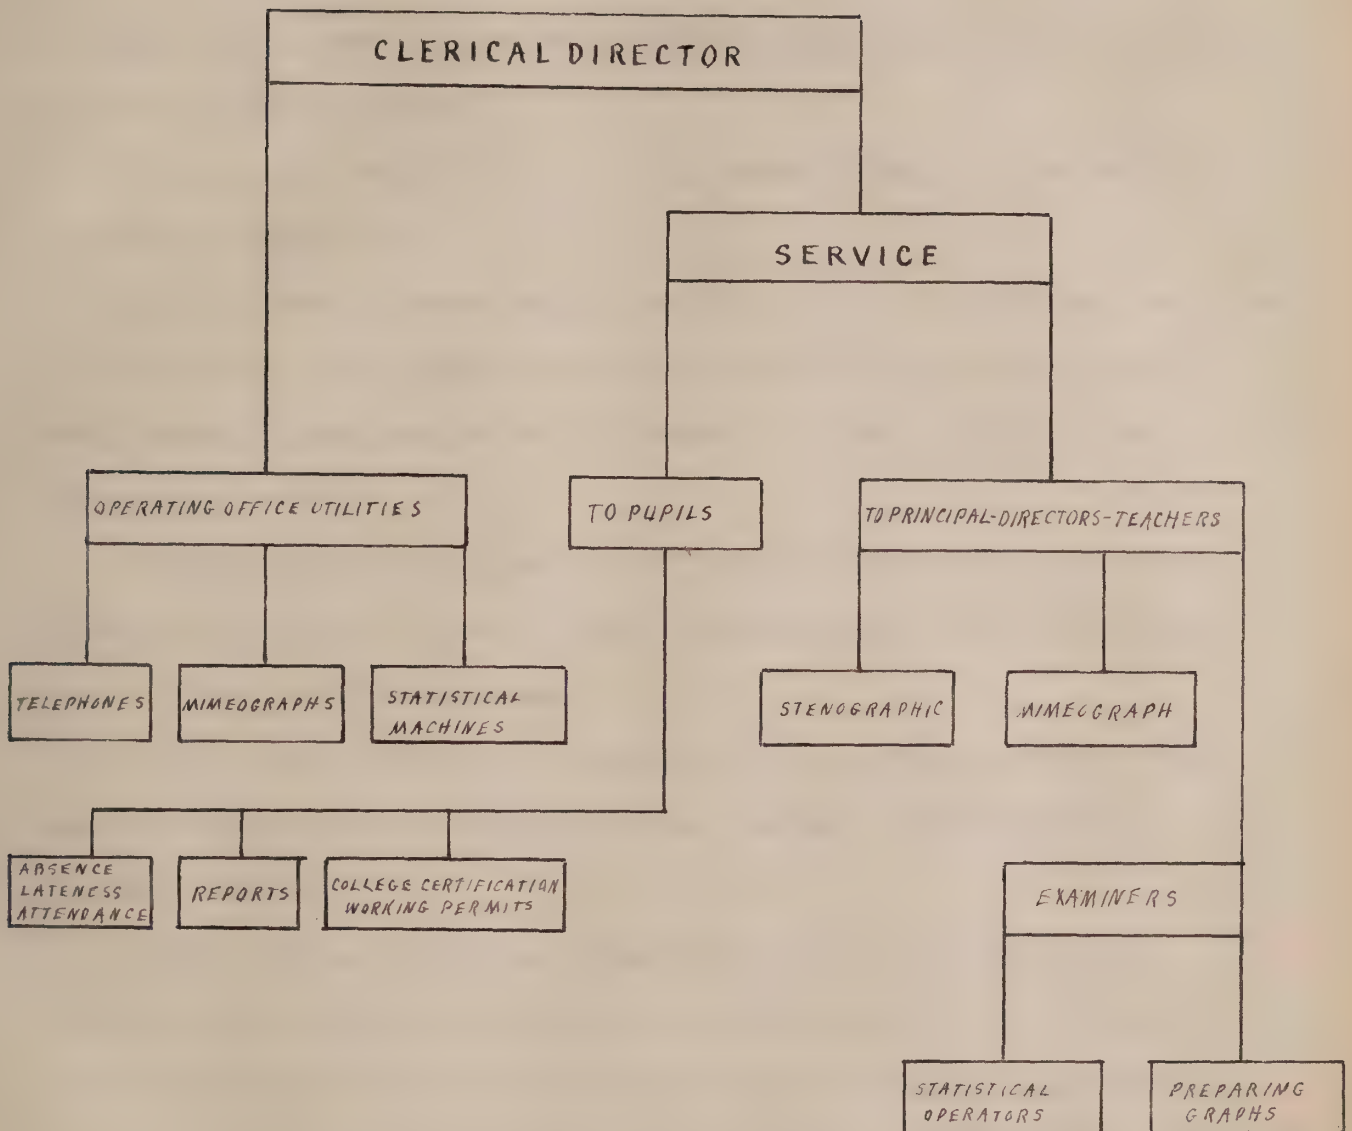 CLERICAL DIRECTOR
SERVICE
OPERATING OFFICE UTILITIES
TO PUPILS
TO PRINCIPAL-DIRECTORS-TEACHERS
TELEPHONES
MIMEOGRAPHS
STATISTICAL
MACHINES
STENOGRAPHIC
MIMEOGRAPH
ABSENCE
LATENESS
ATTENDANCE
REPORTS
COLLEGE CERTIFICATION
WORKING PERMITS
EXAMINERS
STATISTICAL
OPERATORS
PREPARING
GRAPHS